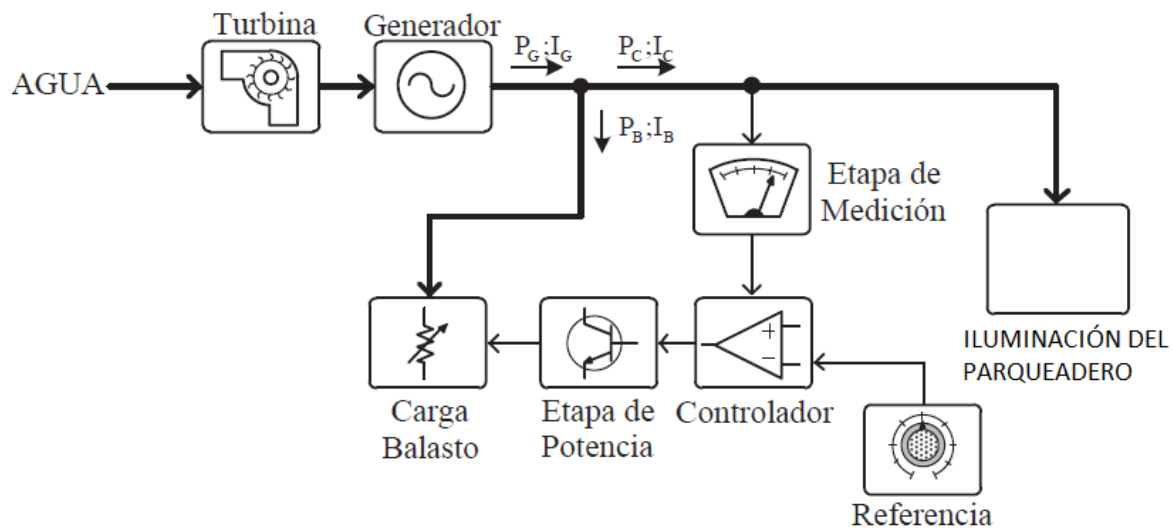 Turbina
Generador
P_G;I_G
P_C;I_C
AGUA
P_B;I_B
Etapa de
Medición
ILUMINACIÓN DEL
PARQUEADERO
+
−
Carga
Balasto
Etapa de
Potencia
Controlador
Referencia